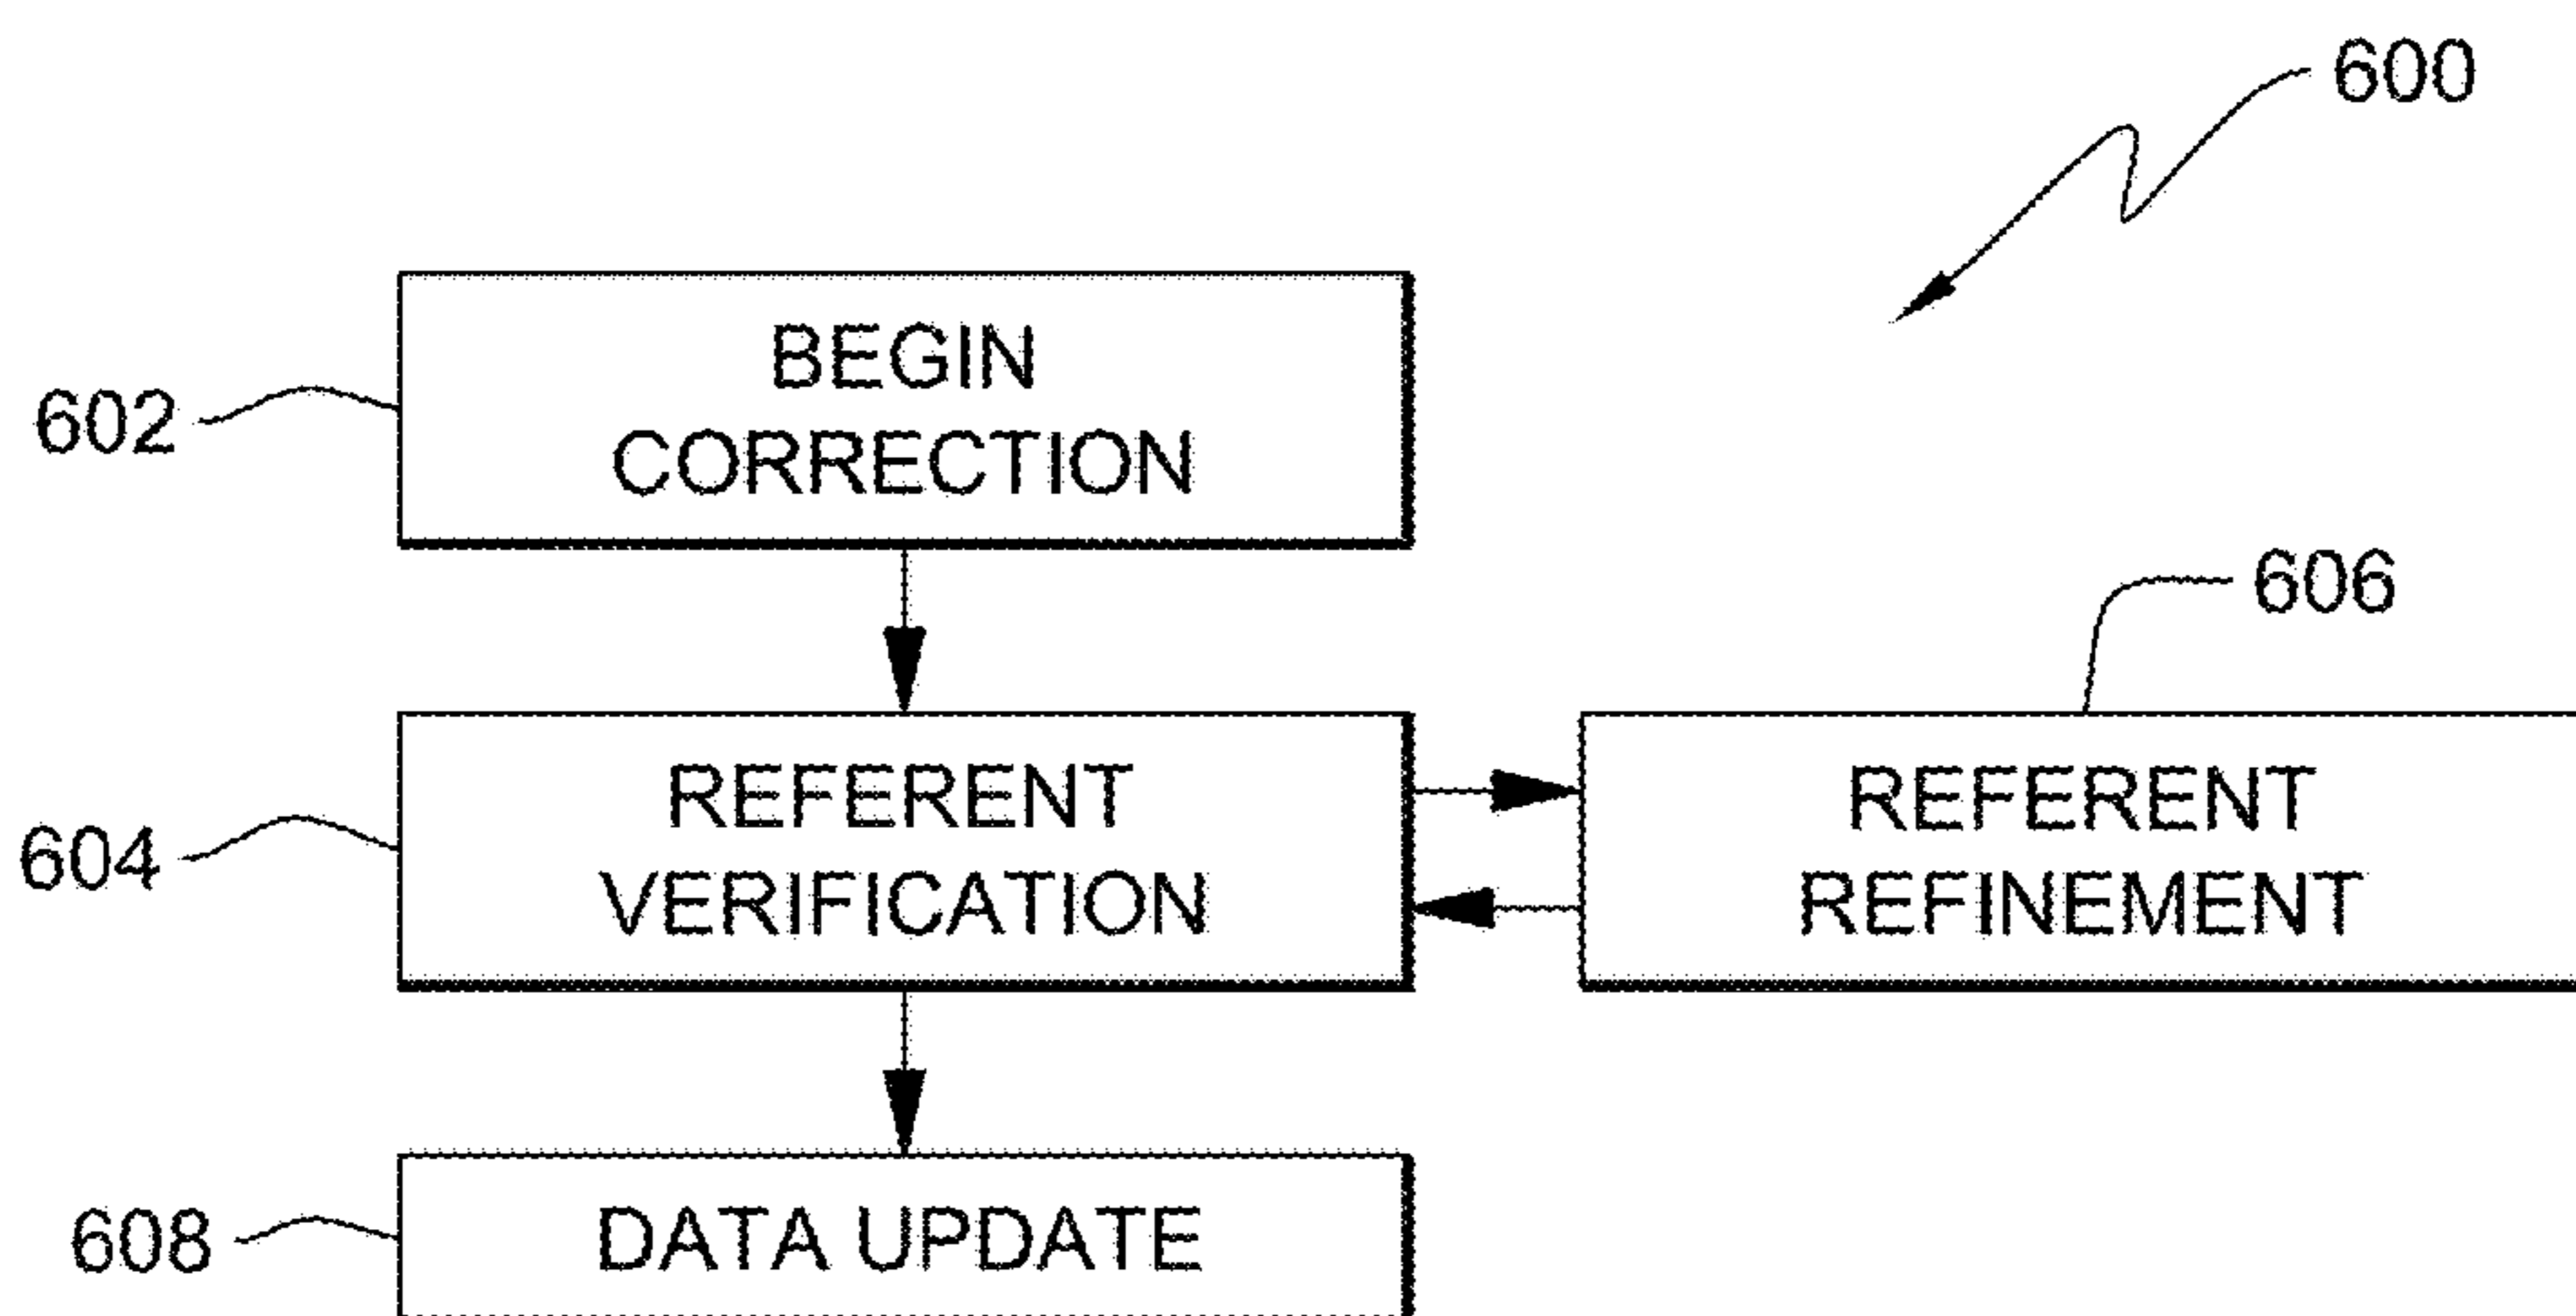 600
BEGIN
CORRECTION
602
606
REFERENT
VERIFICATION
604
REFERENT
REFINEMENT
DATA UPDATE
608